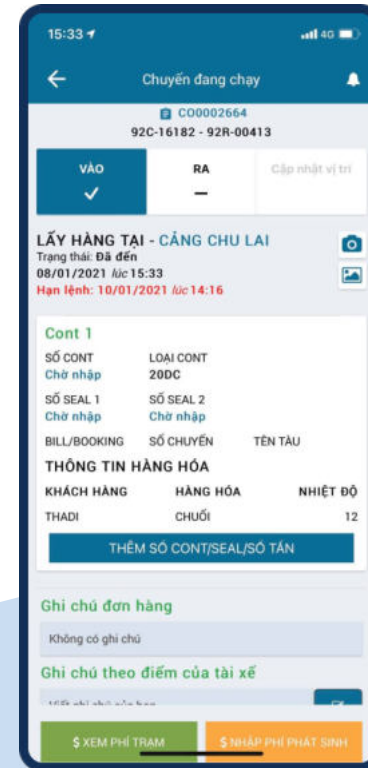 15:33
4G
Chuyến đang chạy
CO0002664
92C-16182 - 92R-00413
VÀO
RA
Cập nhật vị trí
LẤY HÀNG TẠI - CẢNG CHU LAI
Trạng thái: Đã đến
08/01/2021 lúc 15:33
Hạn lệnh: 10/01/2021 lúc 14:16
Cont 1
SỐ CONT LOẠI CONT
Chờ nhập 20DC
SỐ SEAL 1 SỐ SEAL 2
Chờ nhập Chờ nhập
BILL/BOOKING SỐ CHUYẾN TÊN TÀU
THÔNG TIN HÀNG HÓA
KHÁCH HÀNG HÀNG HÓA NHIỆT ĐỘ
THADI CHUỐI 12
THÊM SỐ CONT/SEAL/SỐ TẤN
Ghi chú đơn hàng
Không có ghi chú
Ghi chú theo điểm của tài xế
$ XEM PHÍ TRẠM $ NHẬP PHÍ PHÁT SINH